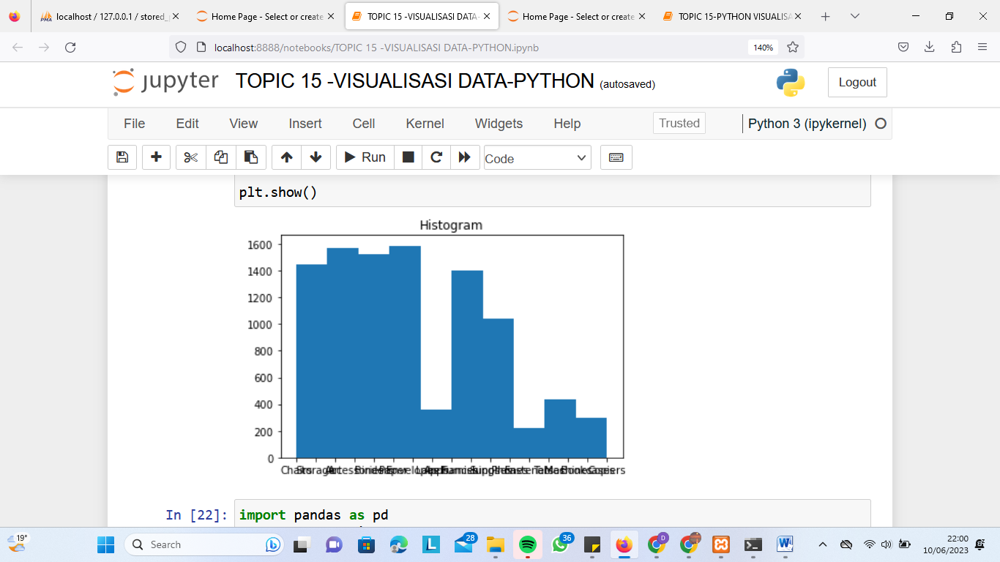 localhost / 127.0.0.1 / stored_
Home Page - Select or create
TOPIC 15 -VISUALISASI DATA-
Home Page - Select or create
TOPIC 15-PYTHON VISUALISA
localhost:8888/notebooks/TOPIC 15 -VISUALISASI DATA-PYTHON.ipynb
140%
jupyter TOPIC 15 -VISUALISASI DATA-PYTHON (autosaved)
Logout
File Edit View Insert Cell Kernel Widgets Help
Trusted
Python 3 (ipykernel)
Run
Code
plt.show()
Histogram
1600
1400
1200
1000
800
600
400
200
0
In [22]: import pandas as pd
19°
Search
28
36
D
22:00
10/06/2023